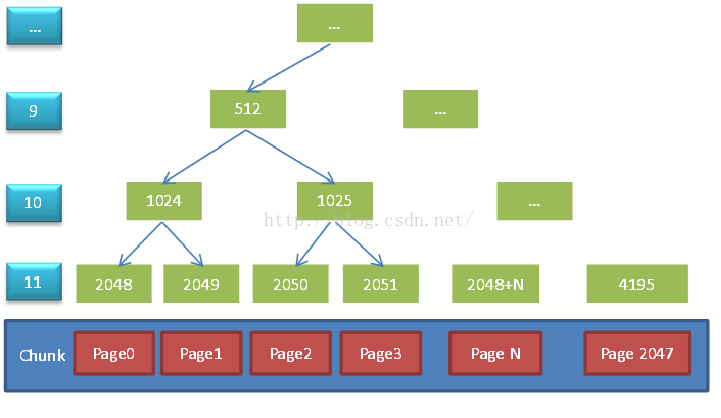 ... ...
9 512 ...
10 1024 1025 ...
http://blog.csdn.net/
11 2048 2049 2050 2051 2048+N 4195
Chunk Page0 Page1 Page2 Page3 Page N Page 2047